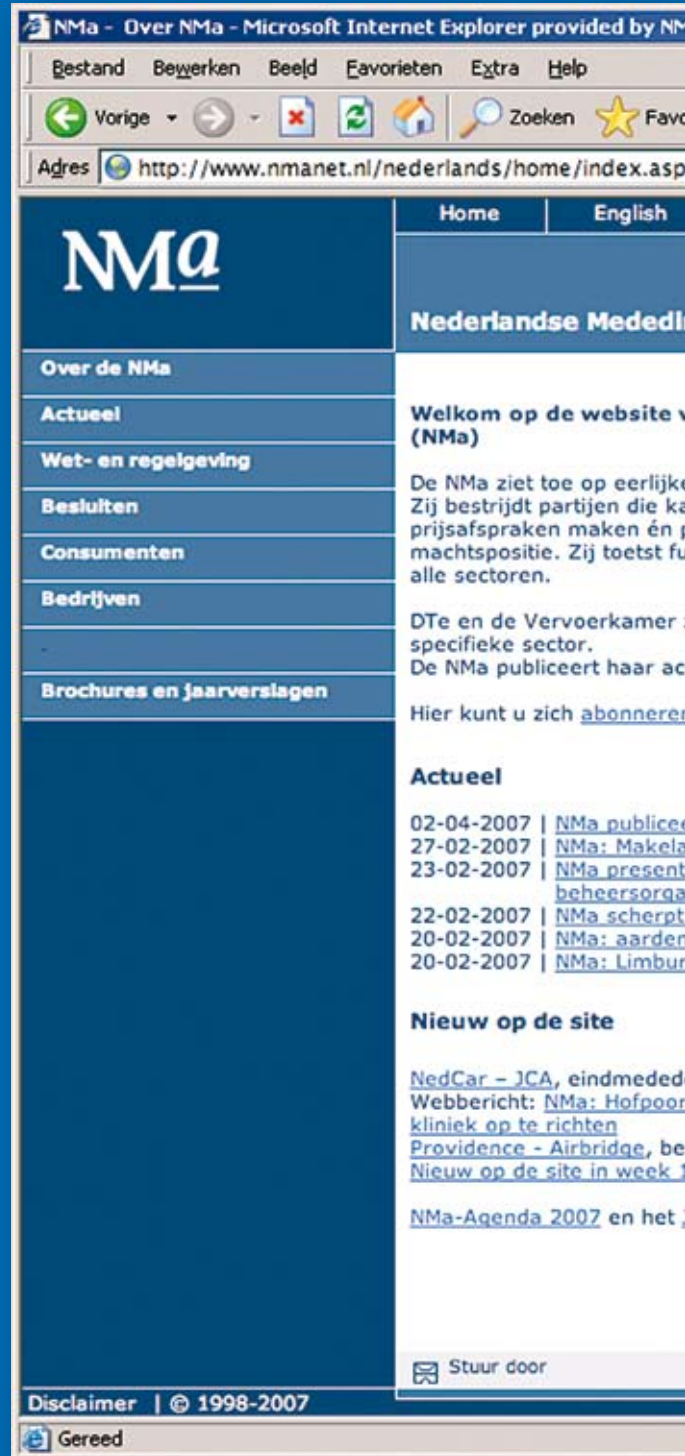 NMa - Over NMa - Microsoft Internet Explorer provided by NM
Bestand Bewerken Beeld Favorieten Extra Help
Vorige Zoeken Favo
Adres http://www.nmanet.nl/nederlands/home/index.asp
NMa
Home English
Nederlandse Mededi
Over de NMa
Actueel
Wet- en regelgeving
Besluiten
Consumenten
Bedrijven
-
Brochures en jaarverslagen
Welkom op de website v
(NMa)
De NMa ziet toe op eerlijke
Zij bestrijdt partijen die ka
prijsafspraken maken én p
machtspositie. Zij toetst fu
alle sectoren.
DTe en de Vervoerkamer z
specifieke sector.
De NMa publiceert haar ac
Hier kunt u zich abonneren
Actueel
02-04-2007 | NMa publicee
27-02-2007 | NMa: Makela
23-02-2007 | NMa present
beheersorga
22-02-2007 | NMa scherpt
20-02-2007 | NMa: aarden
20-02-2007 | NMa: Limbur
Nieuw op de site
NedCar – JCA, eindmeded
Webbericht: NMa: Hofpoor
kliniek op te richten
Providence - Airbridge, be
Nieuw op de site in week 1
NMa-Agenda 2007 en het
Stuur door
Disclaimer | © 1998-2007
Gereed